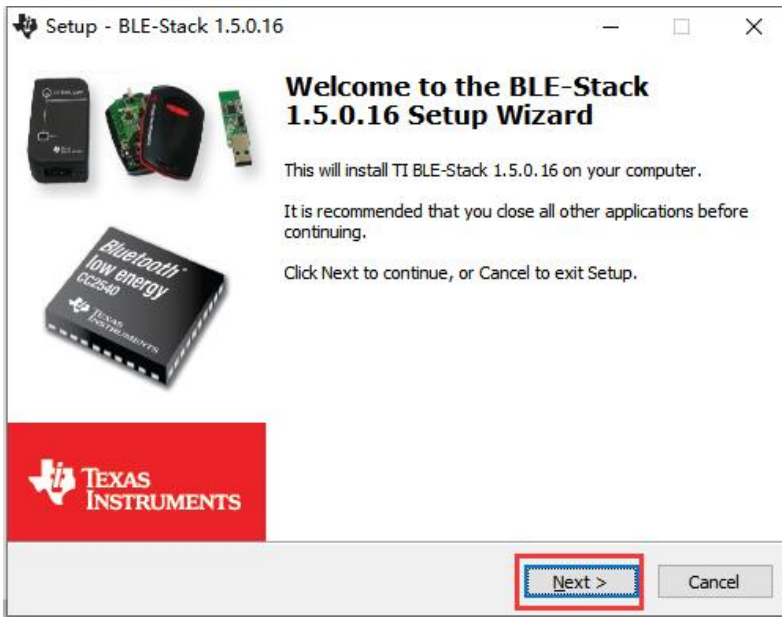 Setup - BLE-Stack 1.5.0.16
Welcome to the BLE-Stack
1.5.0.16 Setup Wizard
This will install TI BLE-Stack 1.5.0.16 on your computer.
It is recommended that you close all other applications before
continuing.
Click Next to continue, or Cancel to exit Setup.
Bluetooth®
low energy
CC2540
TEXAS
INSTRUMENTS
TEXAS
INSTRUMENTS
Next >
Cancel